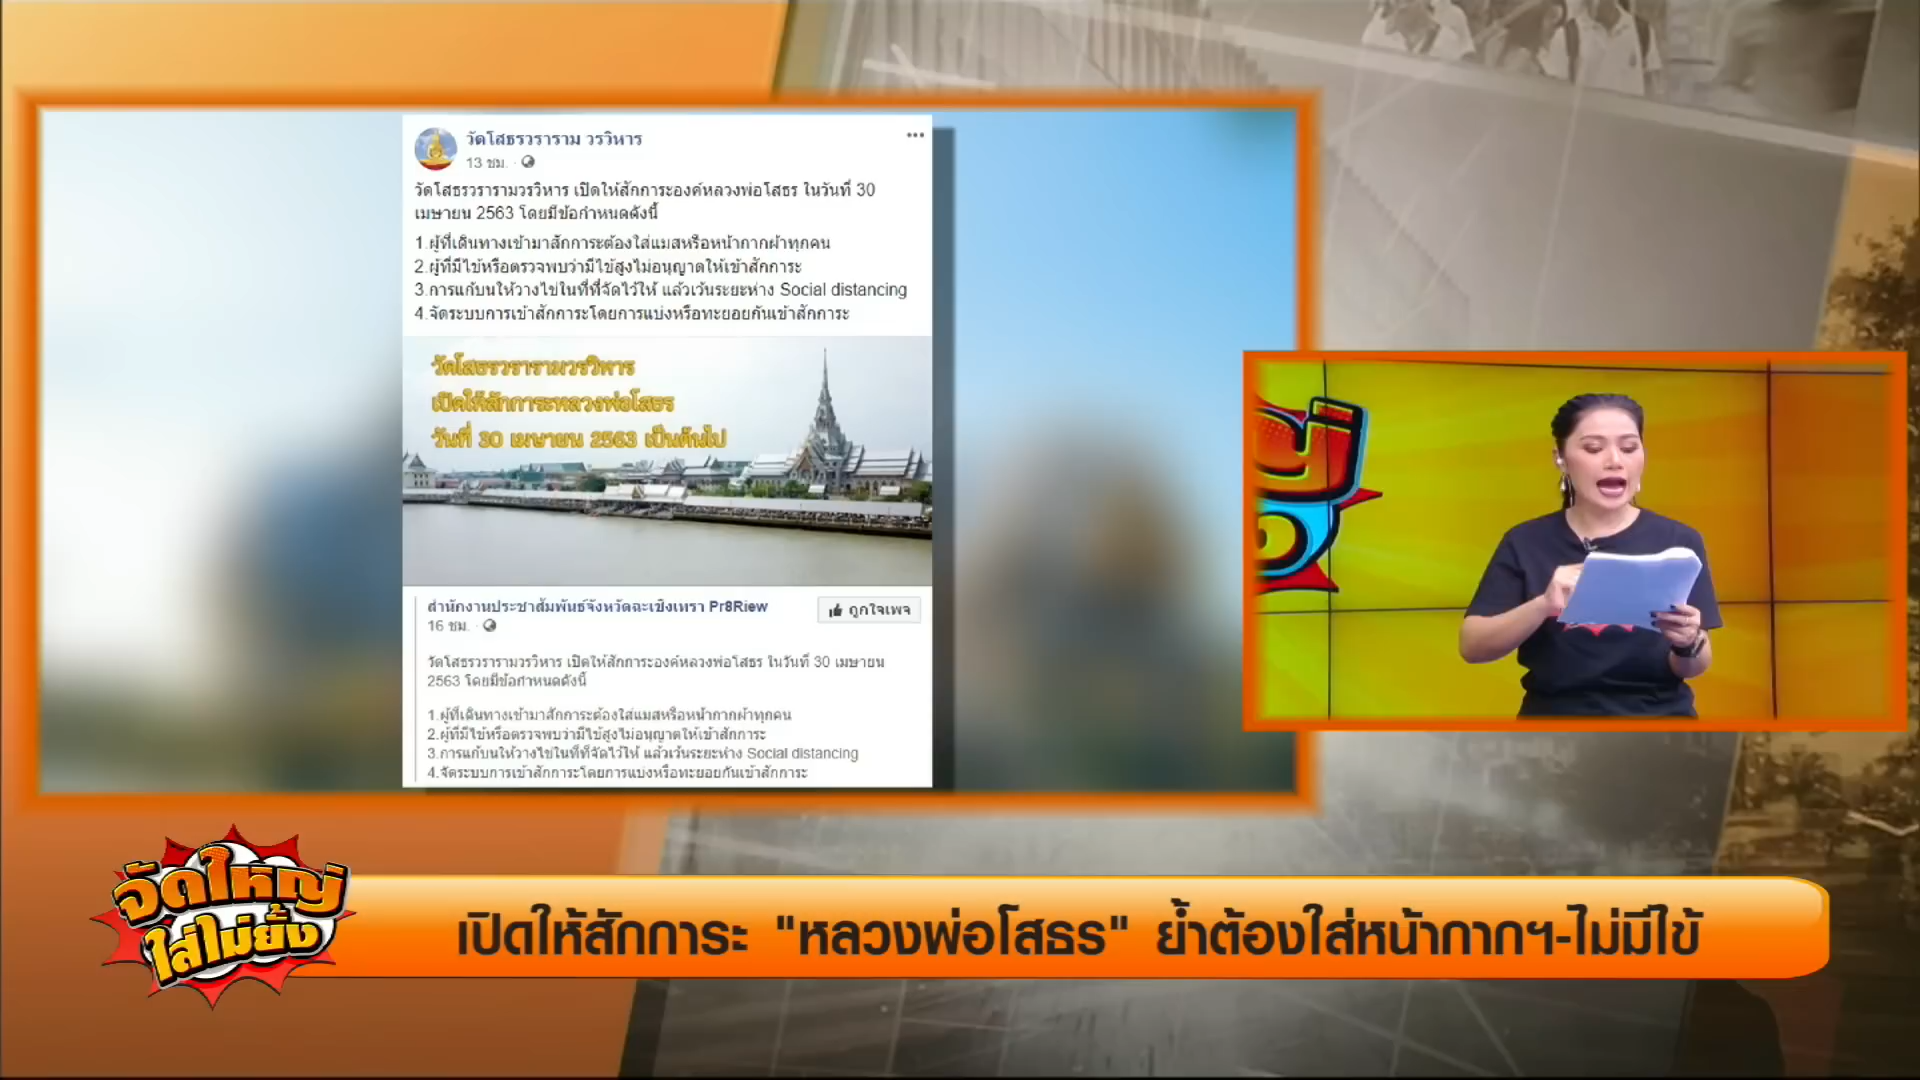 วัดโสธรวราราม วรวิหาร
13 ชม.
วัดโสธรวรารามวรวิหาร เปิดให้สักการะองค์หลวงพ่อโสธร ในวันที่ 30
เมษายน 2563 โดยมีข้อกำหนดดังนี้
1.ผู้ที่เดินทางเข้ามาสักการะต้องใส่แมสหรือหน้ากากผ้าทุกคน
2.ผู้ที่มีไข้หรือตรวจพบว่ามีไข้สูงไม่อนุญาตให้เข้าสักการะ
3.การแก้บนให้วางไข่ในที่ที่จัดไว้ให้ แล้วเว้นระยะห่าง Social distancing
4.จัดระบบการเข้าสักการะโดยการแบ่งหรือทะยอยกันเข้าสักการะ
วัดโสธรวรารามวรวิหาร
เปิดให้สักการะหลวงพ่อโสธร
วันที่ 30 เมษายน 2563 เป็นต้นไป
สำนักงานประชาสัมพันธ์จังหวัดฉะเชิงเทรา Pr8Riew
ถูกใจเพจ
16 ชม.
วัดโสธรวรารามวรวิหาร เปิดให้สักการะองค์หลวงพ่อโสธร ในวันที่ 30 เมษายน
2563 โดยมีข้อกำหนดดังนี้
1.ผู้ที่เดินทางเข้ามาสักการะต้องใส่แมสหรือหน้ากากผ้าทุกคน
2.ผู้ที่มีไข้หรือตรวจพบว่ามีไข้สูงไม่อนุญาตให้เข้าสักการะ
3.การแก้บนให้วางไข่ในที่ที่จัดไว้ให้ แล้วเว้นระยะห่าง Social distancing
4.จัดระบบการเข้าสักการะโดยการแบ่งหรือทะยอยกันเข้าสักการะ
จัดใหญ่
ใส่ไม่ยั้ง
เปิดให้สักการะ "หลวงพ่อโสธร" ย้ำต้องใส่หน้ากากฯ-ไม่มีไข้